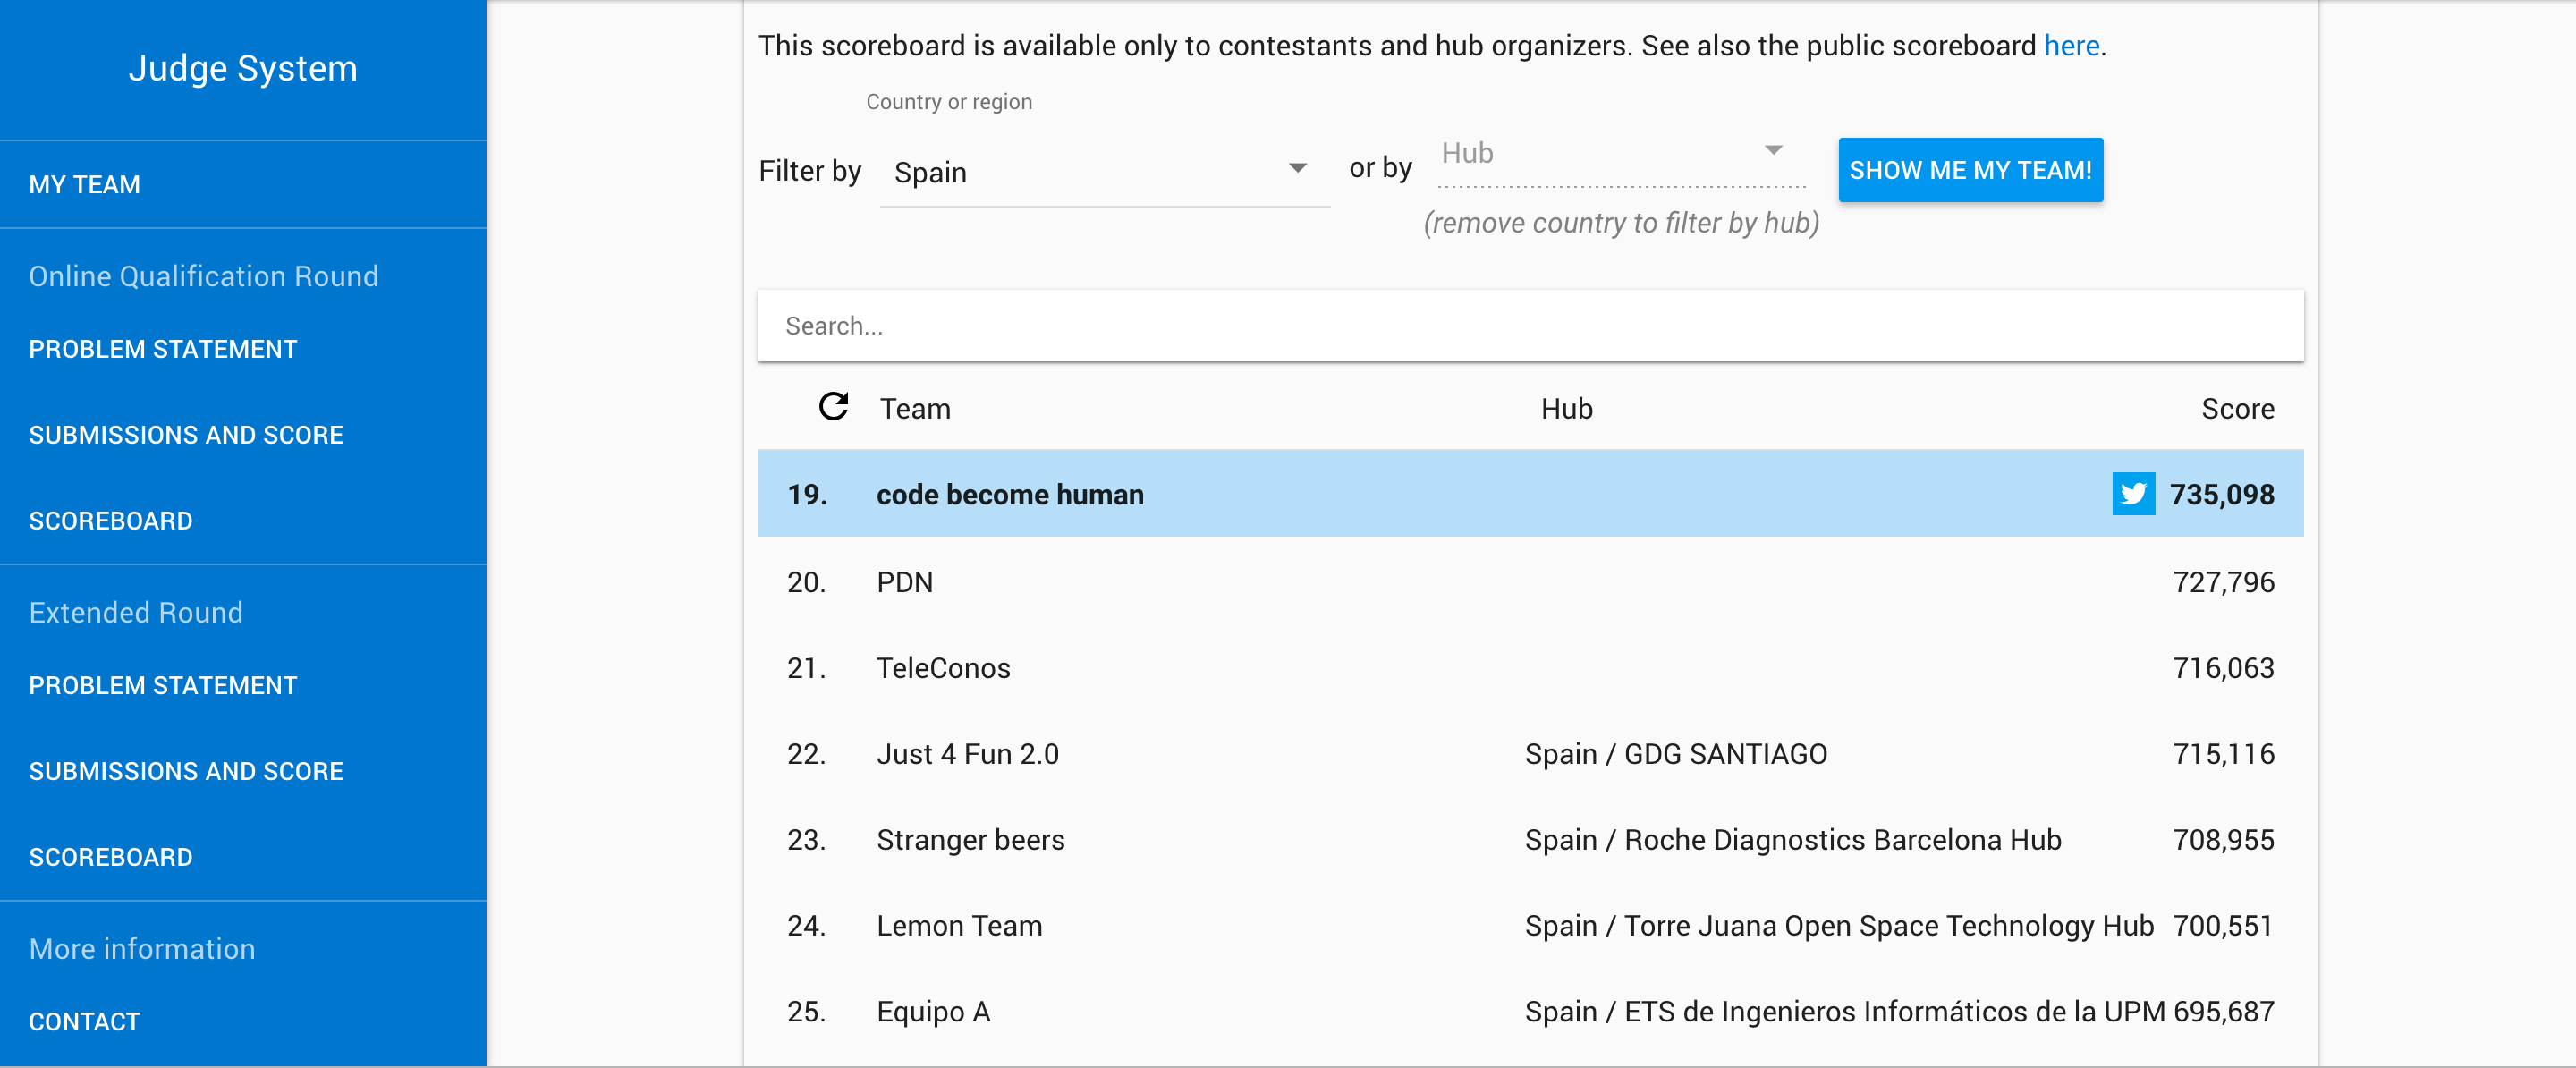 Judge System
MY TEAM
Online Qualification Round
PROBLEM STATEMENT
SUBMISSIONS AND SCORE
SCOREBOARD
Extended Round
PROBLEM STATEMENT
SUBMISSIONS AND SCORE
SCOREBOARD
More information
CONTACT
This scoreboard is available only to contestants and hub organizers. See also the public scoreboard here.
Country or region
Filter by Spain or by Hub SHOW ME MY TEAM!
(remove country to filter by hub)
Search...
Team Hub Score
19. code become human 735,098
20. PDN 727,796
21. TeleConos 716,063
22. Just 4 Fun 2.0 Spain / GDG SANTIAGO 715,116
23. Stranger beers Spain / Roche Diagnostics Barcelona Hub 708,955
24. Lemon Team Spain / Torre Juana Open Space Technology Hub 700,551
25. Equipo A Spain / ETS de Ingenieros Informáticos de la UPM 695,687